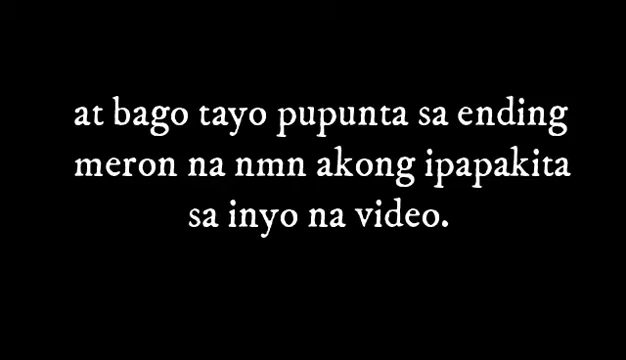 at bago tayo pupunta sa ending
meron na nmn akong ipapakita
sa inyo na video.